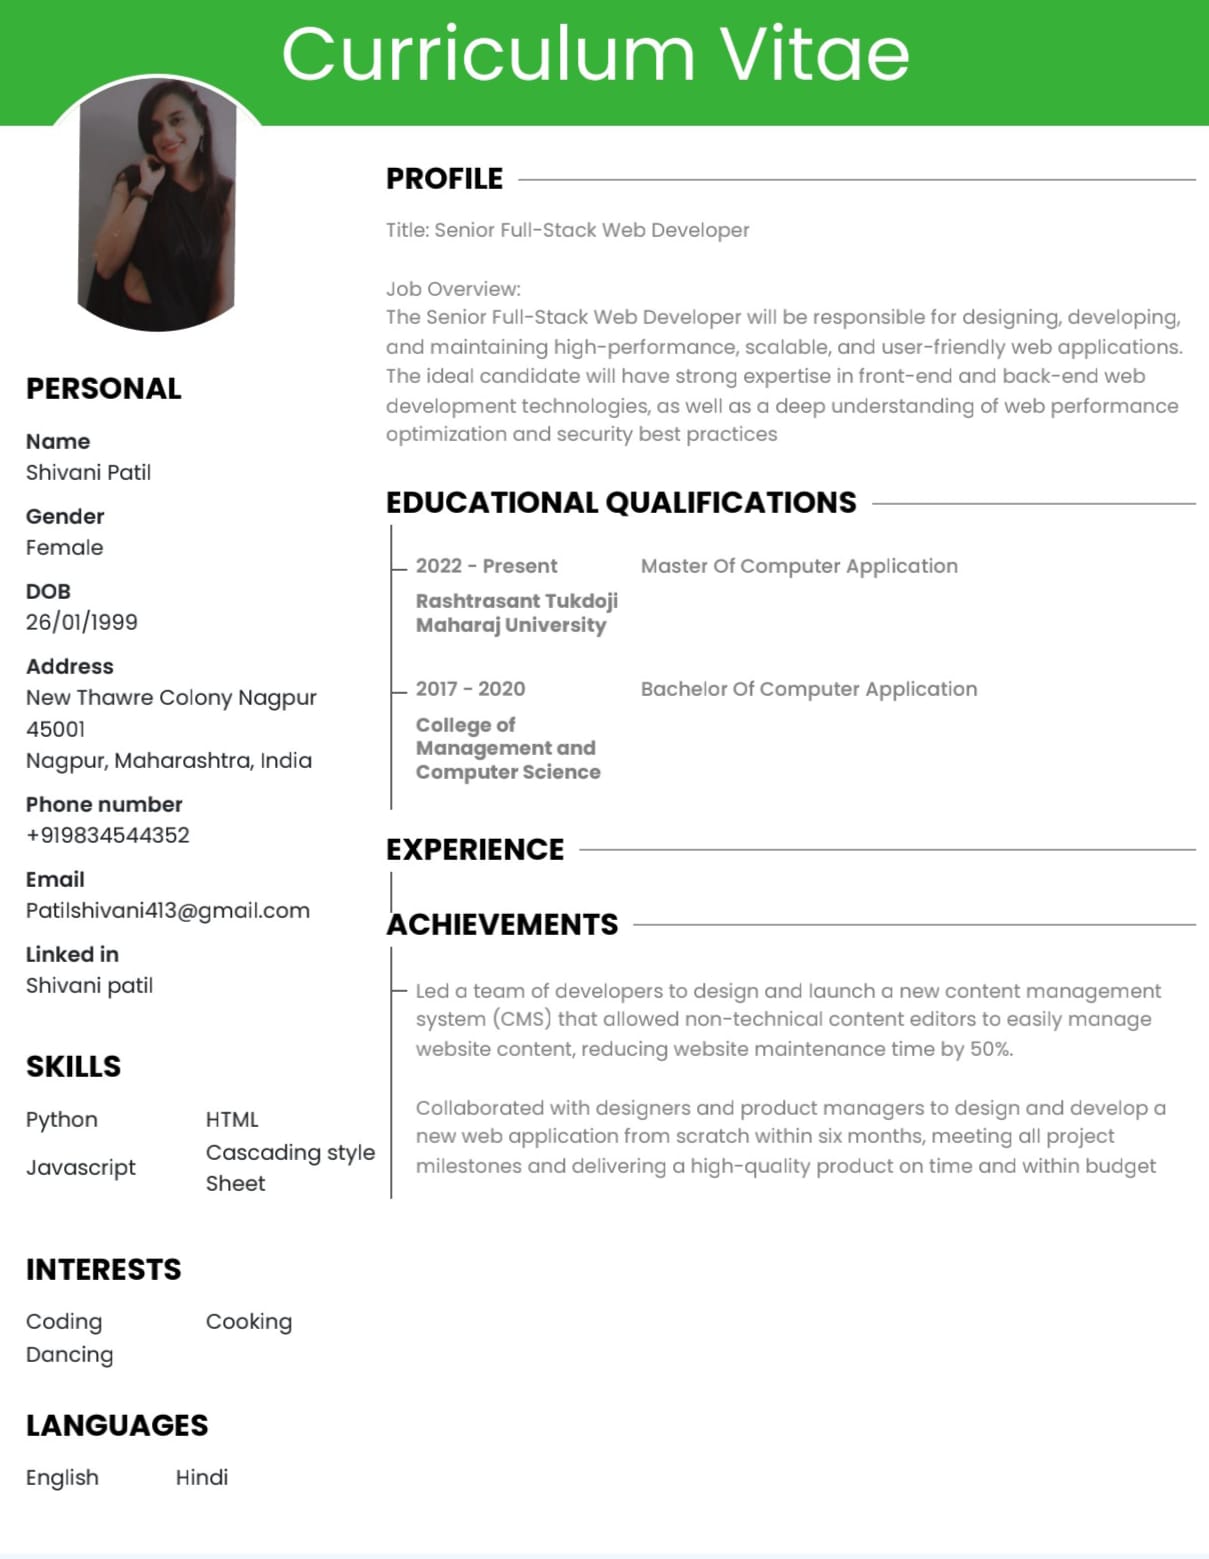 Curriculum Vitae
PERSONAL
Name
Shivani Patil
Gender
Female
DOB
26/01/1999
Address
New Thawre Colony Nagpur
45001
Nagpur, Maharashtra, India
Phone number
+919834544352
Email
Patilshivani413@gmail.com
Linked in
Shivani patil
SKILLS
Python HTML
Javascript Cascading style
Sheet
INTERESTS
Coding Cooking
Dancing
LANGUAGES
English Hindi
PROFILE
Title: Senior Full-Stack Web Developer
Job Overview:
The Senior Full-Stack Web Developer will be responsible for designing, developing,
and maintaining high-performance, scalable, and user-friendly web applications.
The ideal candidate will have strong expertise in front-end and back-end web
development technologies, as well as a deep understanding of web performance
optimization and security best practices
EDUCATIONAL QUALIFICATIONS
2022 - Present Master Of Computer Application
Rashtrasant Tukdoji
Maharaj University
2017 - 2020 Bachelor Of Computer Application
College of
Management and
Computer Science
EXPERIENCE
ACHIEVEMENTS
Led a team of developers to design and launch a new content management
system (CMS) that allowed non-technical content editors to easily manage
website content, reducing website maintenance time by 50%.
Collaborated with designers and product managers to design and develop a
new web application from scratch within six months, meeting all project
milestones and delivering a high-quality product on time and within budget